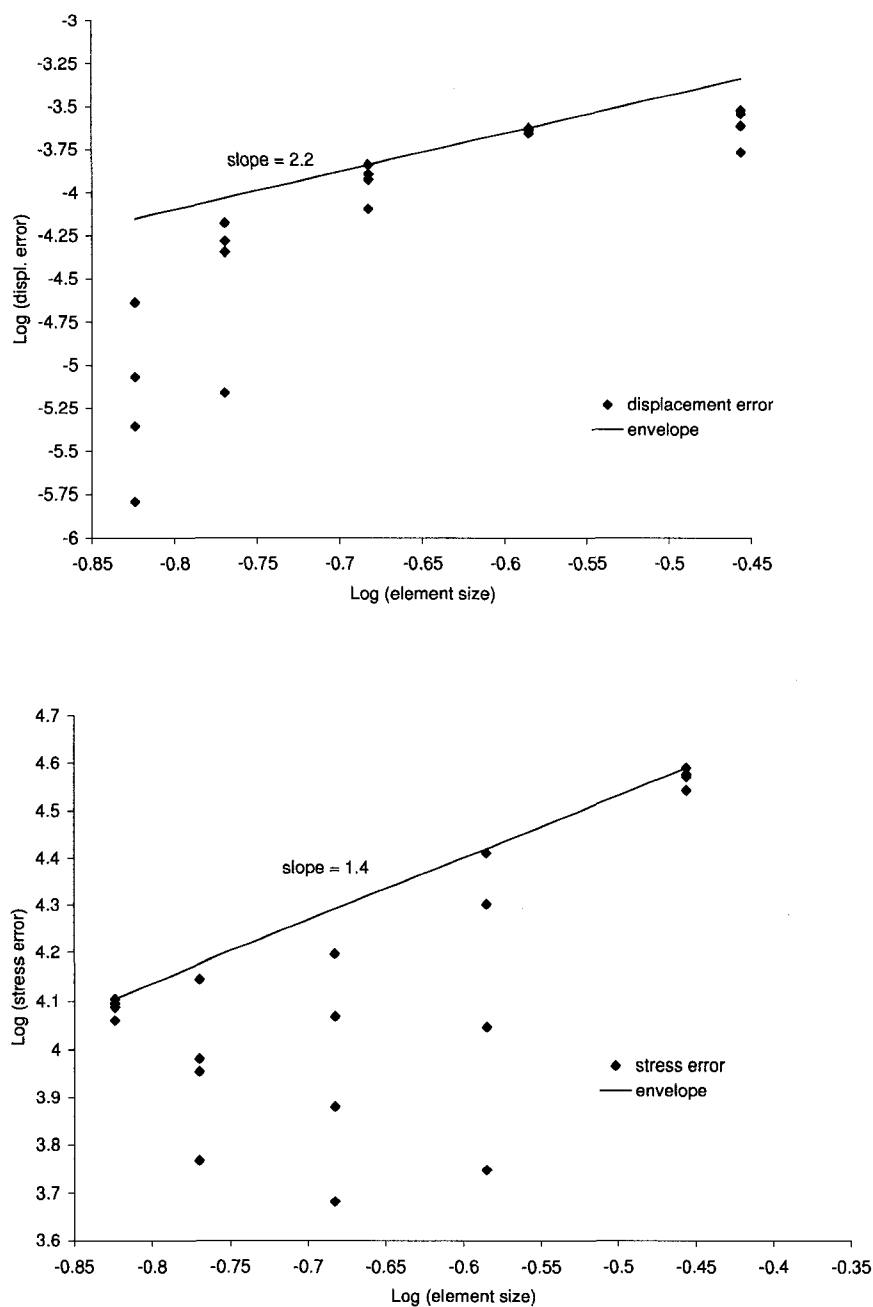 -3
-3.25
-3.5
-3.75
-4
-4.25
-4.5
-4.75
-5
-5.25
-5.5
-5.75
-6
Log (displ. error)
slope = 2.2
displacement error
envelope
-0.85 -0.8 -0.75 -0.7 -0.65 -0.6 -0.55 -0.5 -0.45
Log (element size)
4.7
4.6
4.5
4.4
4.3
4.2
4.1
4
3.9
3.8
3.7
3.6
Log (stress error)
slope = 1.4
stress error
envelope
-0.85 -0.8 -0.75 -0.7 -0.65 -0.6 -0.55 -0.5 -0.45 -0.4 -0.35
Log (element size)